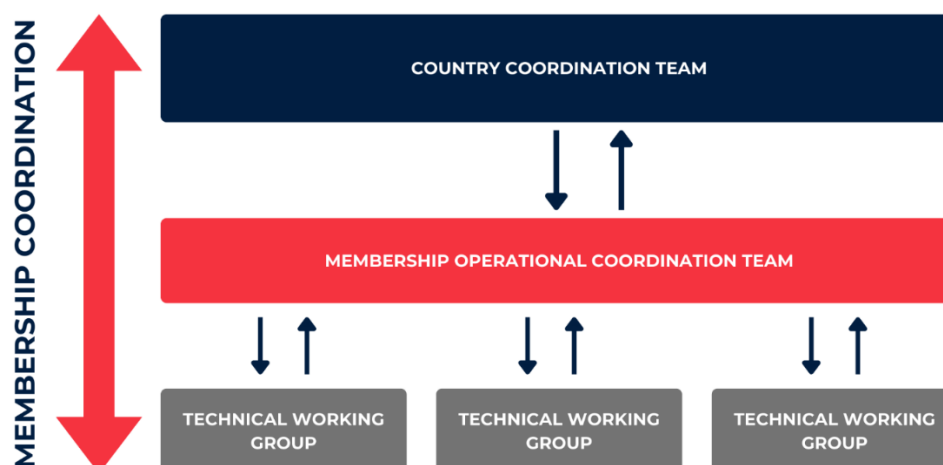 MEMBERSHIP COORDINATION
COUNTRY COORDINATION TEAM
MEMBERSHIP OPERATIONAL COORDINATION TEAM
TECHNICAL WORKING
GROUP
TECHNICAL WORKING
GROUP
TECHNICAL WORKING
GROUP